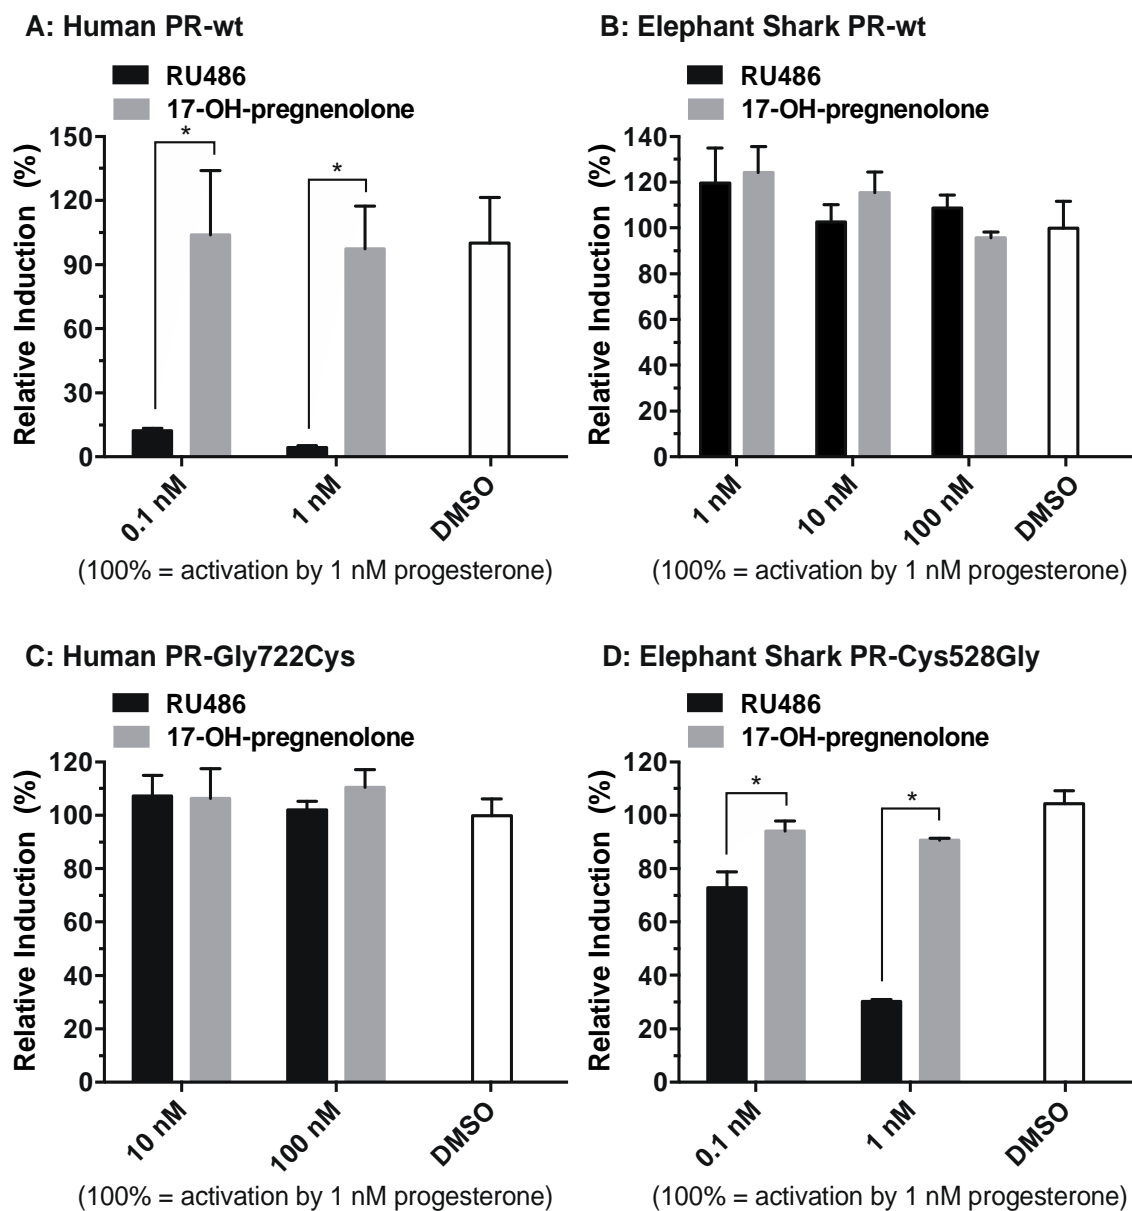 A: Human PR-wt
RU486
17-OH-pregnenolone
Relative Induction (%)
150
120
90
60
30
0
*
*
0.1 nM
1 nM
DMSO
(100% = activation by 1 nM progesterone)
B: Elephant Shark PR-wt
RU486
17-OH-pregnenolone
Relative Induction (%)
140
120
100
80
60
40
20
0
1 nM
10 nM
100 nM
DMSO
(100% = activation by 1 nM progesterone)
C: Human PR-Gly722Cys
RU486
17-OH-pregnenolone
Relative Induction (%)
120
100
80
60
40
20
0
10 nM
100 nM
DMSO
(100% = activation by 1 nM progesterone)
D: Elephant Shark PR-Cys528Gly
RU486
17-OH-pregnenolone
Relative Induction (%)
120
100
80
60
40
20
0
*
*
0.1 nM
1 nM
DMSO
(100% = activation by 1 nM progesterone)